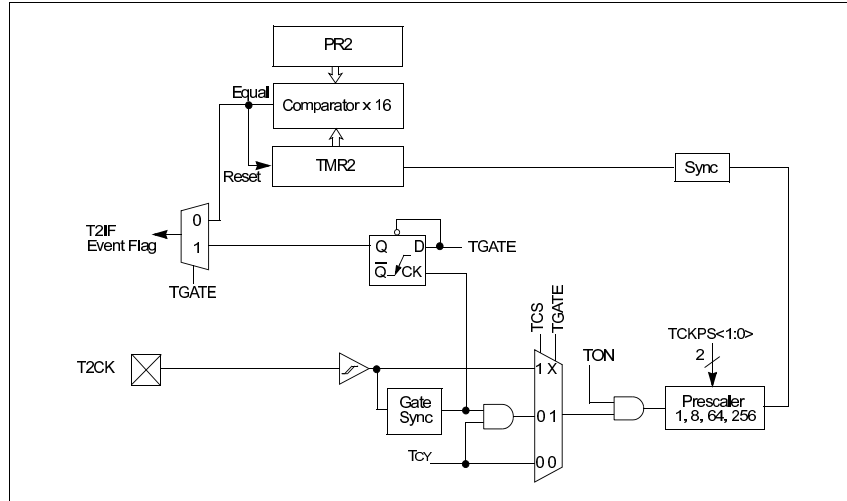 PR2
Equal
Comparator x 16
Reset
TMR2
Sync
T2IF
Event Flag
0
1
TGATE
Q D
Q̅ CK
TGATE
TCS
TGATE
T2CK
1 X
Gate
Sync
0 1
TCY
0 0
TON
TCKPS<1:0>
2
Prescaler
1, 8, 64, 256